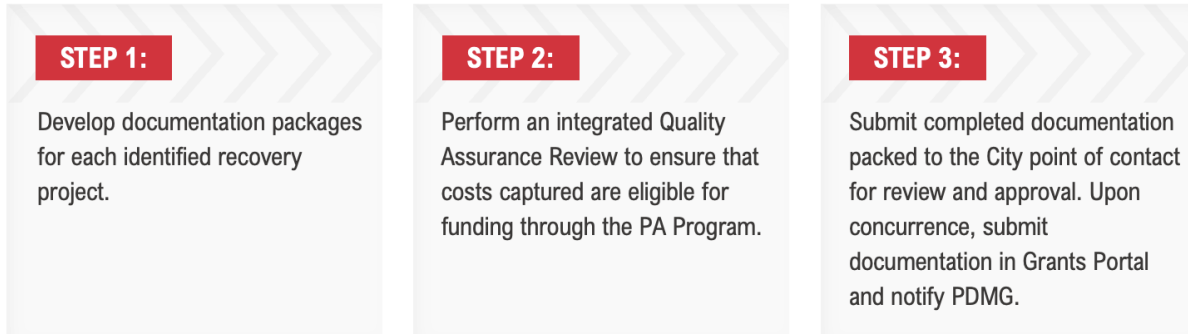 STEP 1:
Develop documentation packages
for each identified recovery
project.
STEP 2:
Perform an integrated Quality
Assurance Review to ensure that
costs captured are eligible for
funding through the PA Program.
STEP 3:
Submit completed documentation
packed to the City point of contact
for review and approval. Upon
concurrence, submit
documentation in Grants Portal
and notify PDMG.